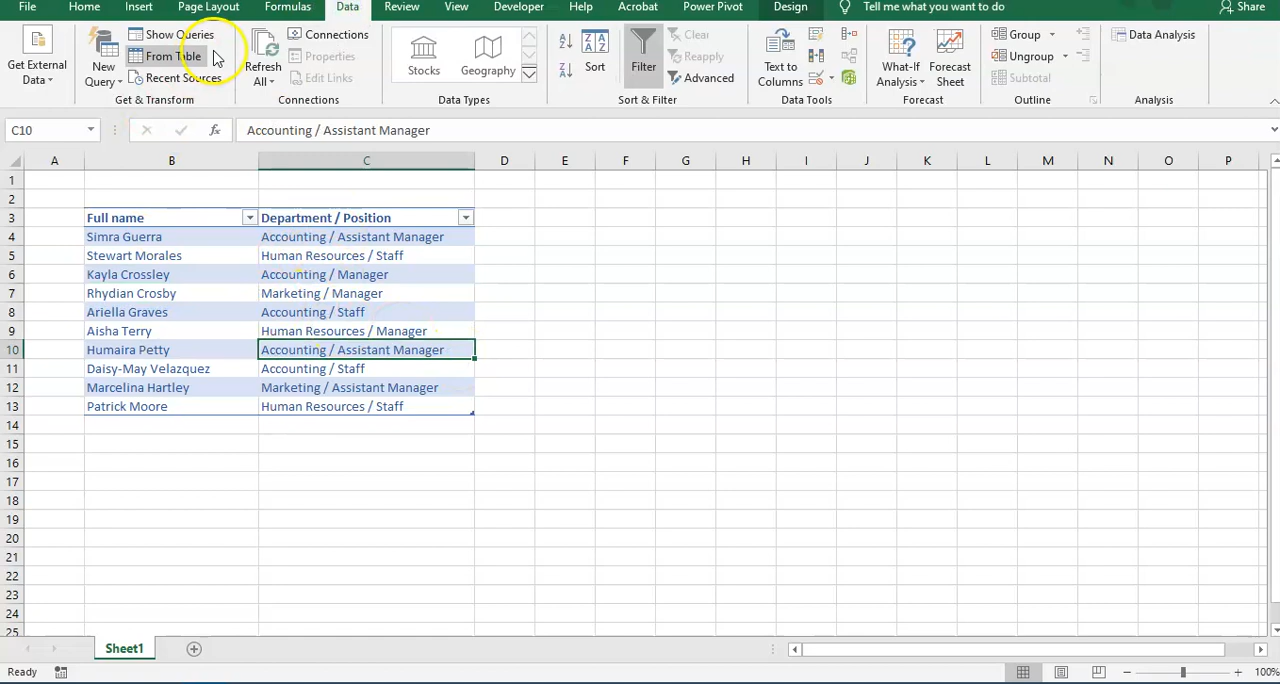 File Home Insert Page Layout Formulas Data Review View Developer Help Acrobat Power Pivot Design Tell me what you want to do Share
Get External Data
New Query
Show Queries
From Table
Recent Sources
Get & Transform
Refresh All
Connections
Properties
Edit Links
Connections
Stocks
Geography
Data Types
Sort
Filter
Clear
Reapply
Advanced
Sort & Filter
Text to Columns
Data Tools
What-If Analysis
Forecast Sheet
Forecast
Group
Ungroup
Subtotal
Outline
Data Analysis
Analysis
C10 fx Accounting / Assistant Manager
A B C D E F G H I J K L M N O P
1
2
3 Full name Department / Position
4 Simra Guerra Accounting / Assistant Manager
5 Stewart Morales Human Resources / Staff
6 Kayla Crossley Accounting / Manager
7 Rhydian Crosby Marketing / Manager
8 Ariella Graves Accounting / Staff
9 Aisha Terry Human Resources / Manager
10 Humaira Petty Accounting / Assistant Manager
11 Daisy-May Velazquez Accounting / Staff
12 Marcelina Hartley Marketing / Assistant Manager
13 Patrick Moore Human Resources / Staff
14
15
16
17
18
19
20
21
22
23
24
25
Sheet1
Ready 100%